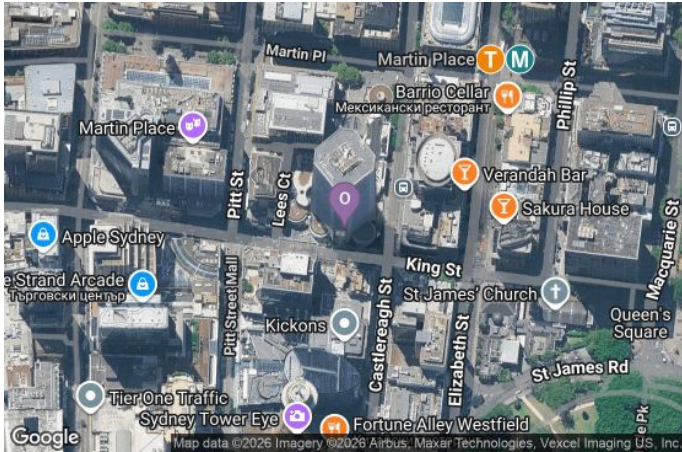 Martin Pl
Martin Place
T
M
Barrio Cellar
Мексикански ресторант
Phillip St
Martin Place
Pitt St
Lees Ct
O
Verandah Bar
Sakura House
Macquarie St
Apple Sydney
King St
e Strand Arcade
Търговски център
St James' Church
Queen's
Square
Pitt Street Mall
Kickons
Castlereagh St
Elizabeth St
St James Rd
Tier One Traffic
Sydney Tower Eye
Fortune Alley Westfield
e Pk
Google
Map data ©2026 Imagery ©2026 Airbus, Maxar Technologies, Vexcel Imaging US, Inc.